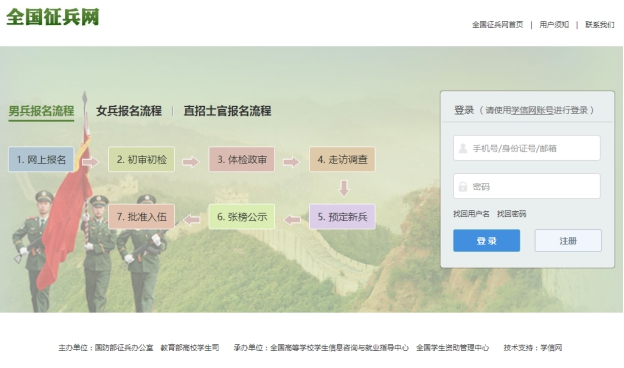 全国征兵网
全国征兵网首页 | 用户须知 | 联系我们
男兵报名流程 | 女兵报名流程 | 直招士官报名流程
1. 网上报名
2. 初审初检
3. 体检政审
4. 走访调查
7. 批准入伍
6. 张榜公示
5. 预定新兵
登录（请使用学信网账号进行登录）
手机号/身份证号/邮箱
密码
找回用户名 找回密码
登录 注册
主办单位：国防部征兵办公室 教育部高校学生司 承办单位：全国高等学校学生信息咨询与就业指导中心 全国学生资助管理中心 技术支持：学信网